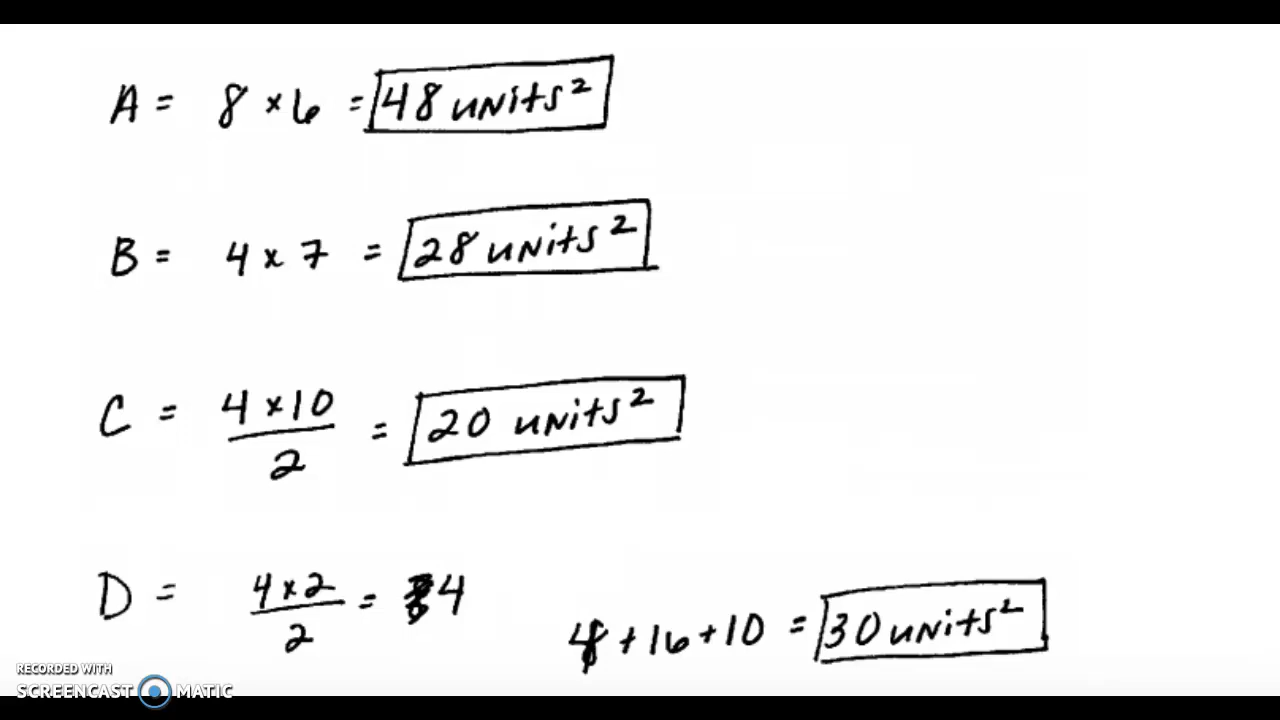 A = 8 × 6 = 48 units²
B = 4 × 7 = 28 units²
C = 4 × 10 / 2 = 20 units²
D = 4 × 2 / 2 = 4
4 + 16 + 10 = 30 units²
RECORDED WITH
SCREENCAST MATIC